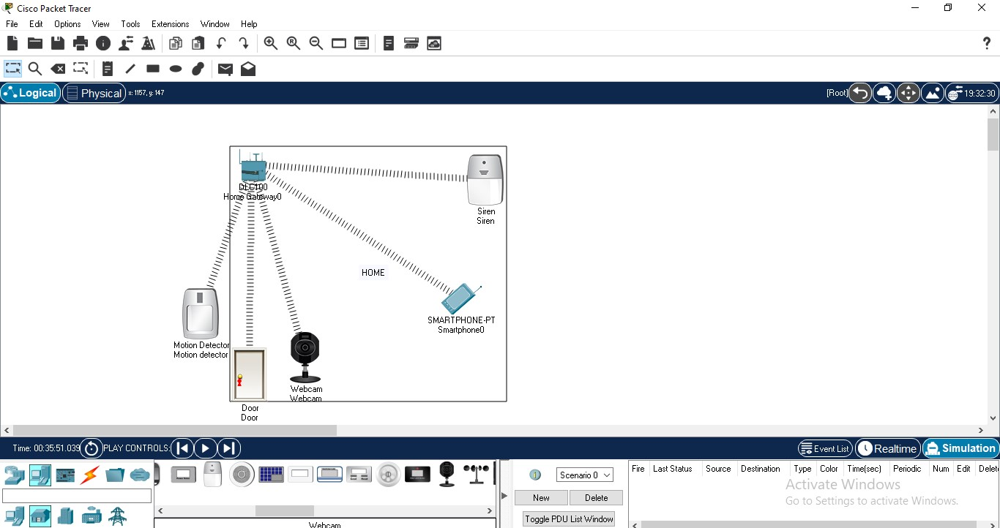 Cisco Packet Tracer
File Edit Options View Tools Extensions Window Help
Logical Physical x: 1157, y: 147 [Root] 19:32:30
DLC100
Home Gateway0
Siren
Siren
HOME
SMARTPHONE-PT
Smartphone0
Motion Detector
Motion detector
Webcam
Webcam
Door
Door
Time: 00:35:51.039 PLAY CONTROLS: Event List Realtime Simulation
Scenario 0
New Delete
Toggle PDU List Window
Fire Last Status Source Destination Type Color Time(sec) Periodic Num Edit Delet
Activate Windows
Go to Settings to activate Windows.
Webcam